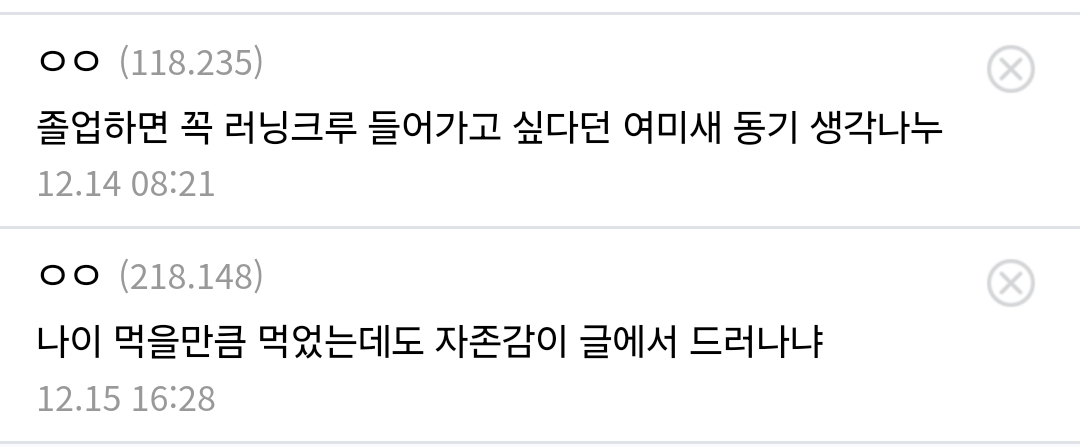 ㅇㅇ (118.235)
졸업하면 꼭 러닝크루 들어가고 싶다던 여미새 동기 생각나누
12.14 08:21
ㅇㅇ (218.148)
나이 먹을만큼 먹었는데도 자존감이 글에서 드러나냐
12.15 16:28